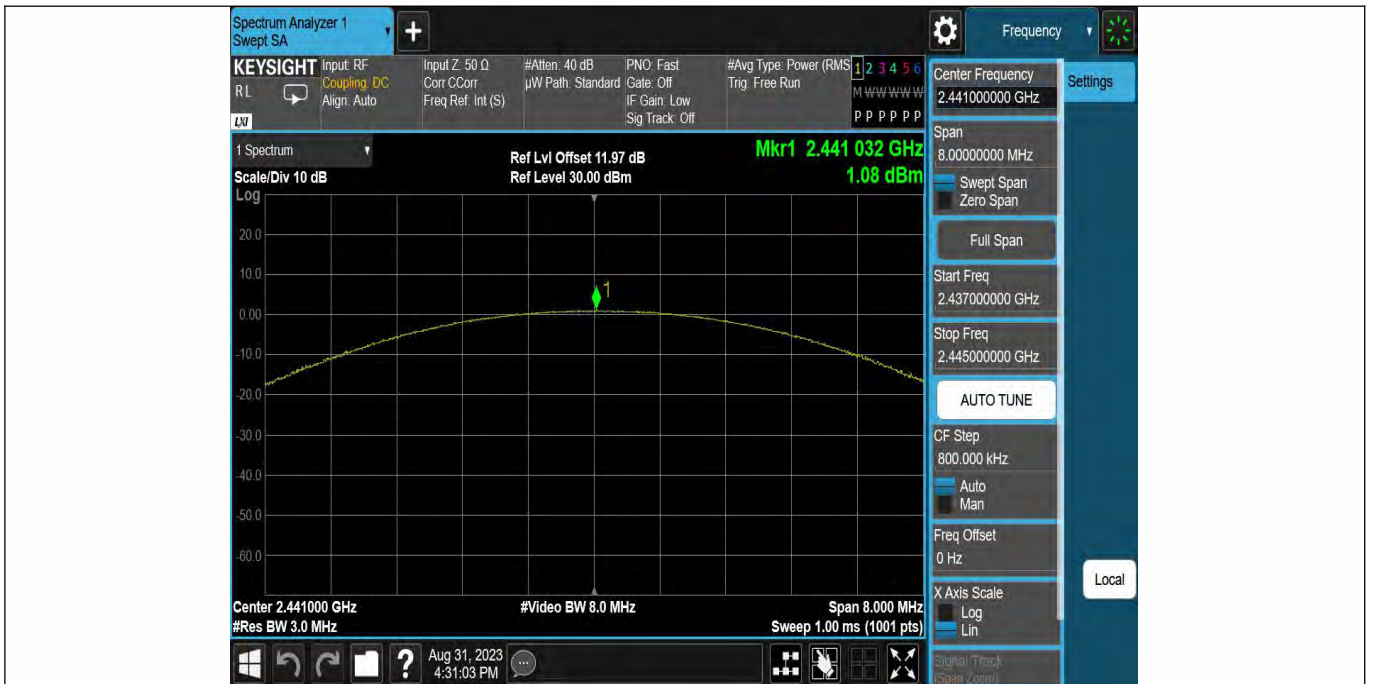 Spectrum Analyzer 1
Swept SA
+
Frequency
KEYSIGHT
RL
LXI
Input: RF
Coupling: DC
Align: Auto
Input Z: 50 Ω
Corr CCorr
Freq Ref: Int (S)
#Atten: 40 dB
µW Path: Standard
PNO: Fast
Gate: Off
IF Gain: Low
Sig Track: Off
#Avg Type: Power (RMS
Trig: Free Run
1 2 3 4 5 6
M W W W W W
P P P P P P
1 Spectrum
Scale/Div 10 dB
Log
Ref Lvl Offset 11.97 dB
Ref Level 30.00 dBm
Mkr1 2.441 032 GHz
1.08 dBm
20.0
10.0
1
0.00
-10.0
-20.0
-30.0
-40.0
-50.0
-60.0
Center 2.441000 GHz
#Res BW 3.0 MHz
#Video BW 8.0 MHz
Span 8.000 MHz
Sweep 1.00 ms (1001 pts)
Center Frequency
2.441000000 GHz
Settings
Span
8.00000000 MHz
Swept Span
Zero Span
Full Span
Start Freq
2.437000000 GHz
Stop Freq
2.445000000 GHz
AUTO TUNE
CF Step
800.000 kHz
Auto
Man
Freq Offset
0 Hz
X Axis Scale
Log
Lin
Local
Signal Track
(Span Zoom)
?
Aug 31, 2023
4:31:03 PM